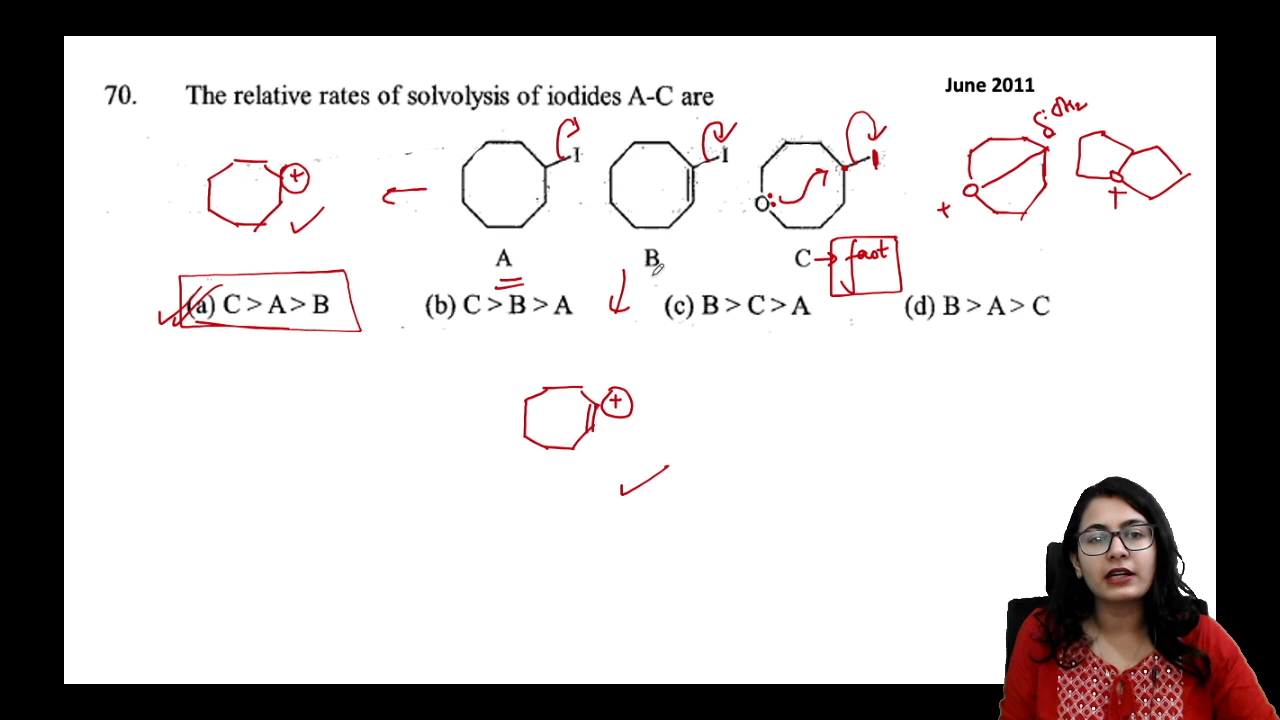 June 2011
70. The relative rates of solvolysis of iodides A-C are
I I I
O
O O
+ + +
A B C → fast
(a) C > A > B (b) C > B > A (c) B > C > A (d) B > A > C
+